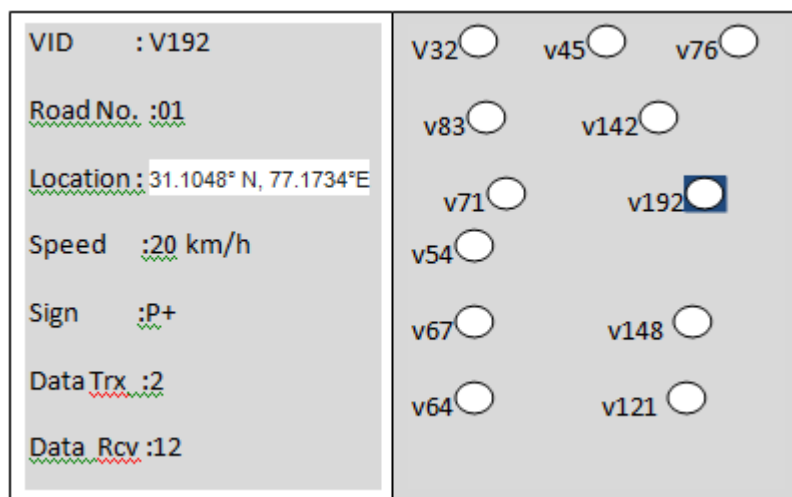 VID : V192
Road No. :01
Location : 31.1048° N, 77.1734°E
Speed :20 km/h
Sign :P+
Data Trx :2
Data Rcv :12
V32 v45 v76
v83 v142
v71 v192
v54
v67 v148
v64 v121